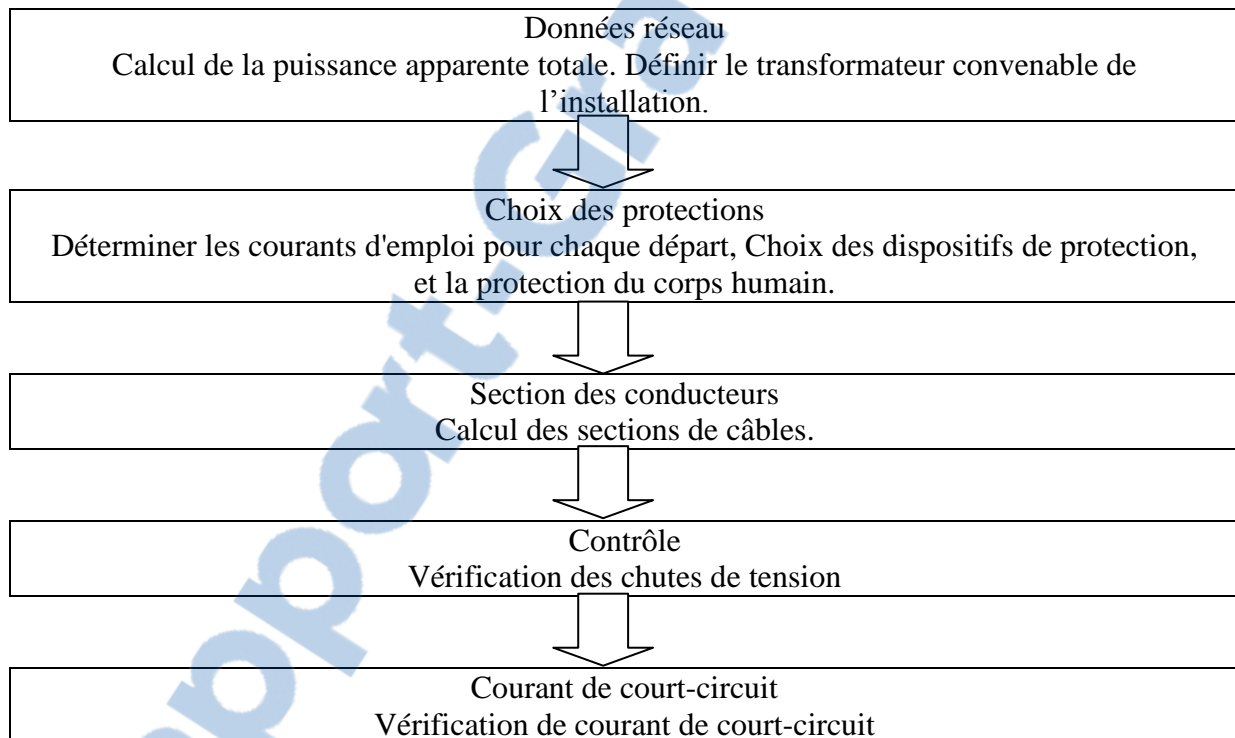 Données réseau
Calcul de la puissance apparente totale. Définir le transformateur convenable de
l’installation.
Choix des protections
Déterminer les courants d'emploi pour chaque départ, Choix des dispositifs de protection,
et la protection du corps humain.
Section des conducteurs
Calcul des sections de câbles.
Contrôle
Vérification des chutes de tension
Courant de court-circuit
Vérification de courant de court-circuit
pport-Gra